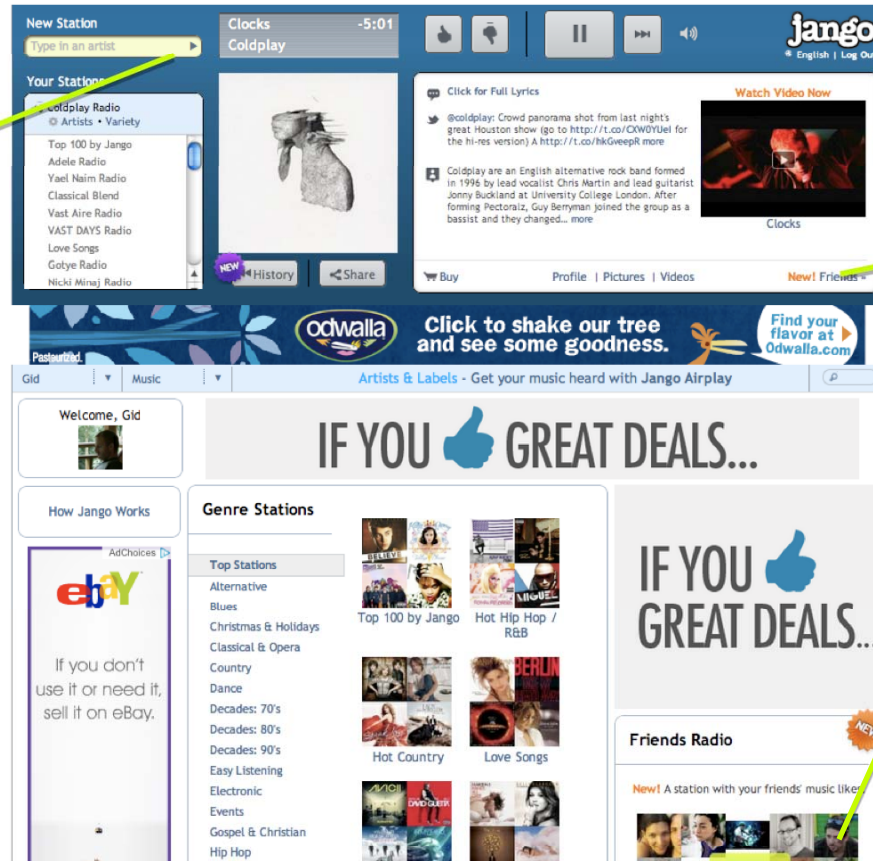 New Station
Type in an artist
Your Stations
Coldplay Radio
Artists • Variety
Top 100 by Jango
Adele Radio
Yael Naim Radio
Classical Blend
Vast Aire Radio
VAST DAYS Radio
Love Songs
Gotye Radio
Nicki Minaj Radio
Clocks -5:01
Coldplay
NEW
History
Share
jango
English | Log Out
Click for Full Lyrics
@coldplay: Crowd panorama shot from last night's
great Houston show (go to http://t.co/CXW0YUeI for
the hi-res version) A http://t.co/hkGveepR more
Coldplay are an English alternative rock band formed
in 1996 by lead vocalist Chris Martin and lead guitarist
Jonny Buckland at University College London. After
forming Pectoralz, Guy Berryman joined the group as a
bassist and they changed... more
Watch Video Now
Clocks
Buy
Profile | Pictures | Videos
New! Friends »
Pasteurized.
odwalla
Click to shake our tree
and see some goodness.
Find your
flavor at
Odwalla.com
Gid
Music
Artists & Labels - Get your music heard with Jango Airplay
Welcome, Gid
IF YOU GREAT DEALS...
How Jango Works
AdChoices
ebay
If you don't
use it or need it,
sell it on eBay.
Genre Stations
Top Stations
Alternative
Blues
Christmas & Holidays
Classical & Opera
Country
Dance
Decades: 70's
Decades: 80's
Decades: 90's
Easy Listening
Electronic
Events
Gospel & Christian
Hip Hop
BELIEVE
MIGUEL
Top 100 by Jango
Hot Hip Hop /
R&B
BERLIN
Hot Country
Love Songs
AVICII
DAVID GUETTA
IF YOU
GREAT DEALS...
Friends Radio
NEW
New! A station with your friends' music likes